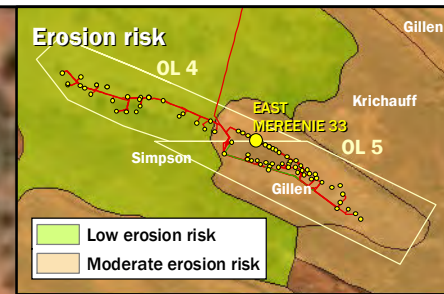 Erosion risk
Gillen
OL 4
Krichauff
EAST
MEREENIE 33
OL 5
Simpson
Gillen
Low erosion risk
Moderate erosion risk